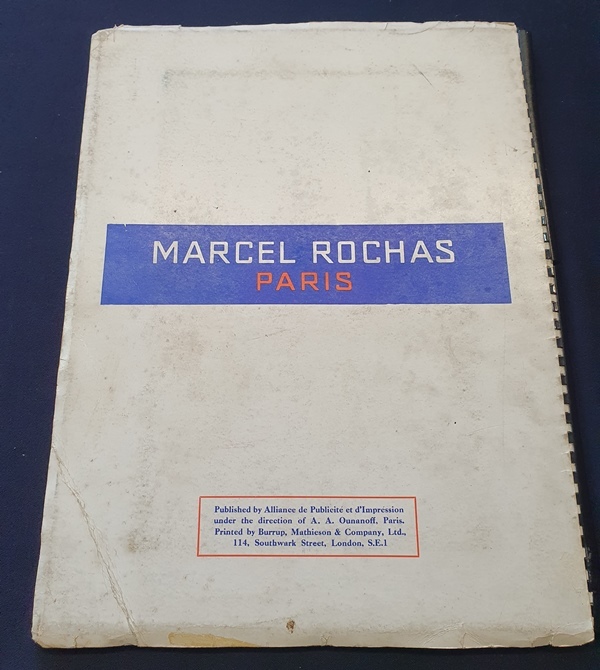 MARCEL ROCHAS
PARIS
Published by Alliance de Publicité et d'Impression
under the direction of A. A. Ounanoff, Paris.
Printed by Burrup, Mathieson & Company, Ltd.,
114, Southwark Street, London, S.E.1